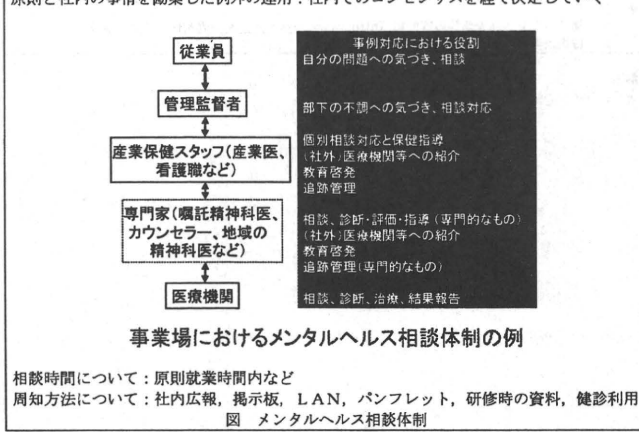 原則と社内の事情を勘案した例外の運用：社内でのコンセンサスを経て決定していく
事例対応における役割
従業員
自分の問題への気づき、相談
管理監督者
部下の不調への気づき、相談対応
産業保健スタッフ（産業医、
看護職など）
個別相談対応と保健指導
（社外）医療機関等への紹介
教育啓発
追跡管理
専門家（嘱託精神科医、
カウンセラー、地域の
精神科医など）
相談、診断・評価・指導（専門的なもの）
（社外）医療機関等への紹介
教育啓発
追跡管理（専門的なもの）
医療機関
相談、診断、治療、結果報告
事業場におけるメンタルヘルス相談体制の例
相談時間について：原則就業時間内など
周知方法について：社内広報，掲示板，ＬＡＮ，パンフレット，研修時の資料，健診利用
図　メンタルヘルス相談体制